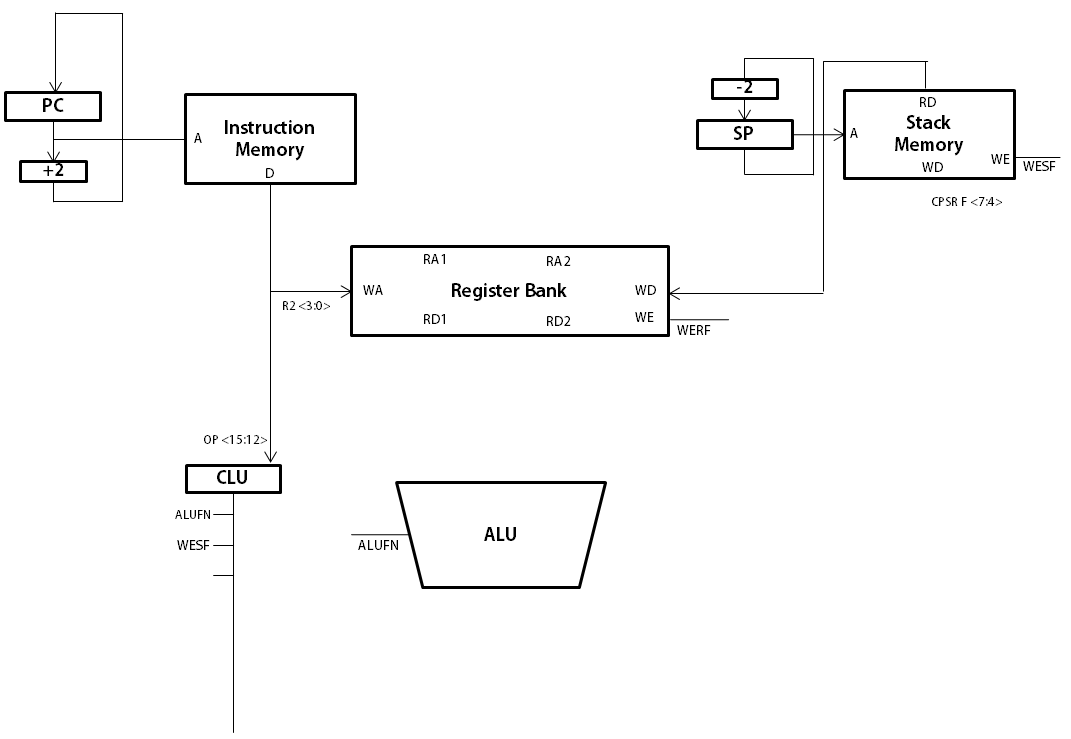 PC
+2
A
Instruction
Memory
D
-2
SP
RD
A
Stack
Memory
WD
WE
WESF
CPSR F <7:4>
RA1
RA2
WA
Register Bank
WD
RD1
RD2
WE
WERF
R2 <3:0>
OP <15:12>
CLU
ALUFN
WESF
ALUFN
ALU